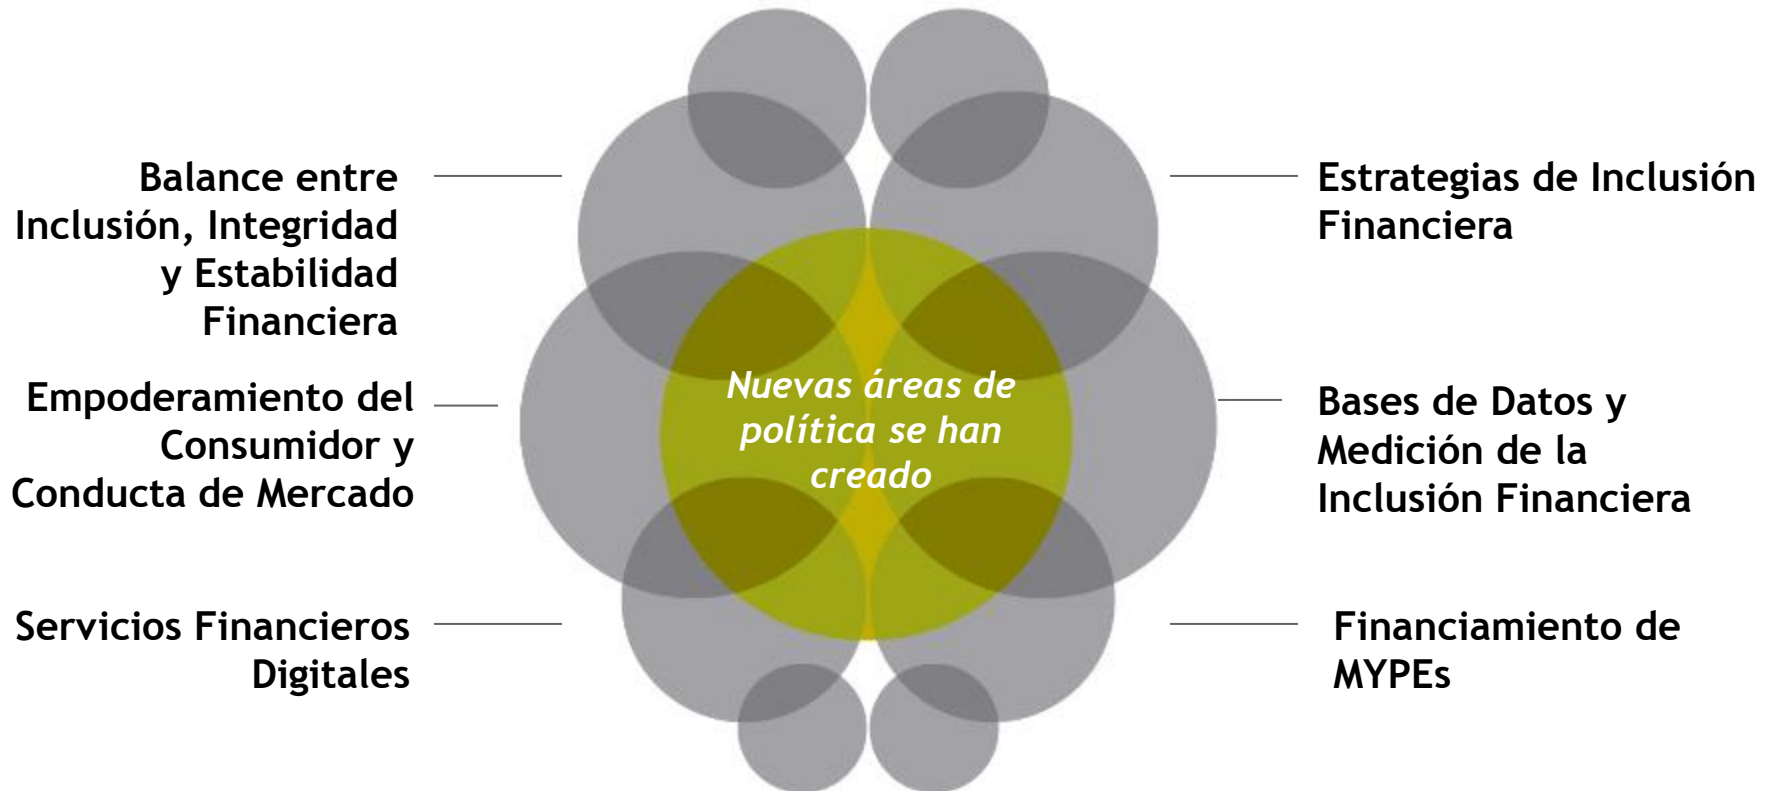 Balance entre
Inclusión, Integridad
y Estabilidad
Financiera
Empoderamiento del
Consumidor y
Conducta de Mercado
Servicios Financieros
Digitales
Nuevas áreas de
política se han
creado
Estrategias de Inclusión
Financiera
Bases de Datos y
Medición de la
Inclusión Financiera
Financiamiento de
MYPEs